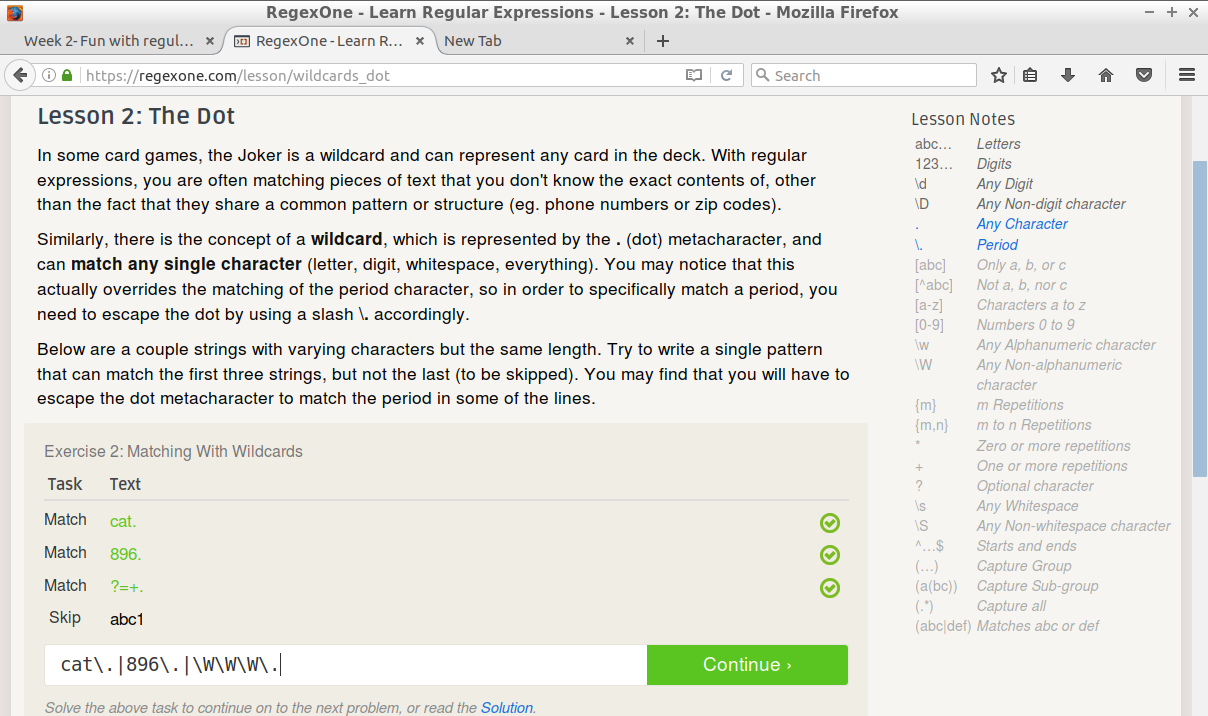 RegexOne - Learn Regular Expressions - Lesson 2: The Dot - Mozilla Firefox
Week 2- Fun with regul...
RegexOne - Learn R...
New Tab
https://regexone.com/lesson/wildcards_dot
Search
Lesson 2: The Dot
In some card games, the Joker is a wildcard and can represent any card in the deck. With regular
expressions, you are often matching pieces of text that you don't know the exact contents of, other
than the fact that they share a common pattern or structure (eg. phone numbers or zip codes).
Similarly, there is the concept of a wildcard, which is represented by the . (dot) metacharacter, and
can match any single character (letter, digit, whitespace, everything). You may notice that this
actually overrides the matching of the period character, so in order to specifically match a period, you
need to escape the dot by using a slash \. accordingly.
Below are a couple strings with varying characters but the same length. Try to write a single pattern
that can match the first three strings, but not the last (to be skipped). You may find that you will have to
escape the dot metacharacter to match the period in some of the lines.
Exercise 2: Matching With Wildcards
Task Text
Match cat.
Match 896.
Match ?=+.
Skip abc1
cat\.|896\.|\W\W\W\.
Continue ›
Solve the above task to continue on to the next problem, or read the Solution.
Lesson Notes
abc... Letters
123... Digits
\d Any Digit
\D Any Non-digit character
. Any Character
\. Period
[abc] Only a, b, or c
[^abc] Not a, b, nor c
[a-z] Characters a to z
[0-9] Numbers 0 to 9
\w Any Alphanumeric character
\W Any Non-alphanumeric
character
{m} m Repetitions
{m,n} m to n Repetitions
* Zero or more repetitions
+ One or more repetitions
? Optional character
\s Any Whitespace
\S Any Non-whitespace character
^...$ Starts and ends
(...) Capture Group
(a(bc)) Capture Sub-group
(.*) Capture all
(abc|def) Matches abc or def